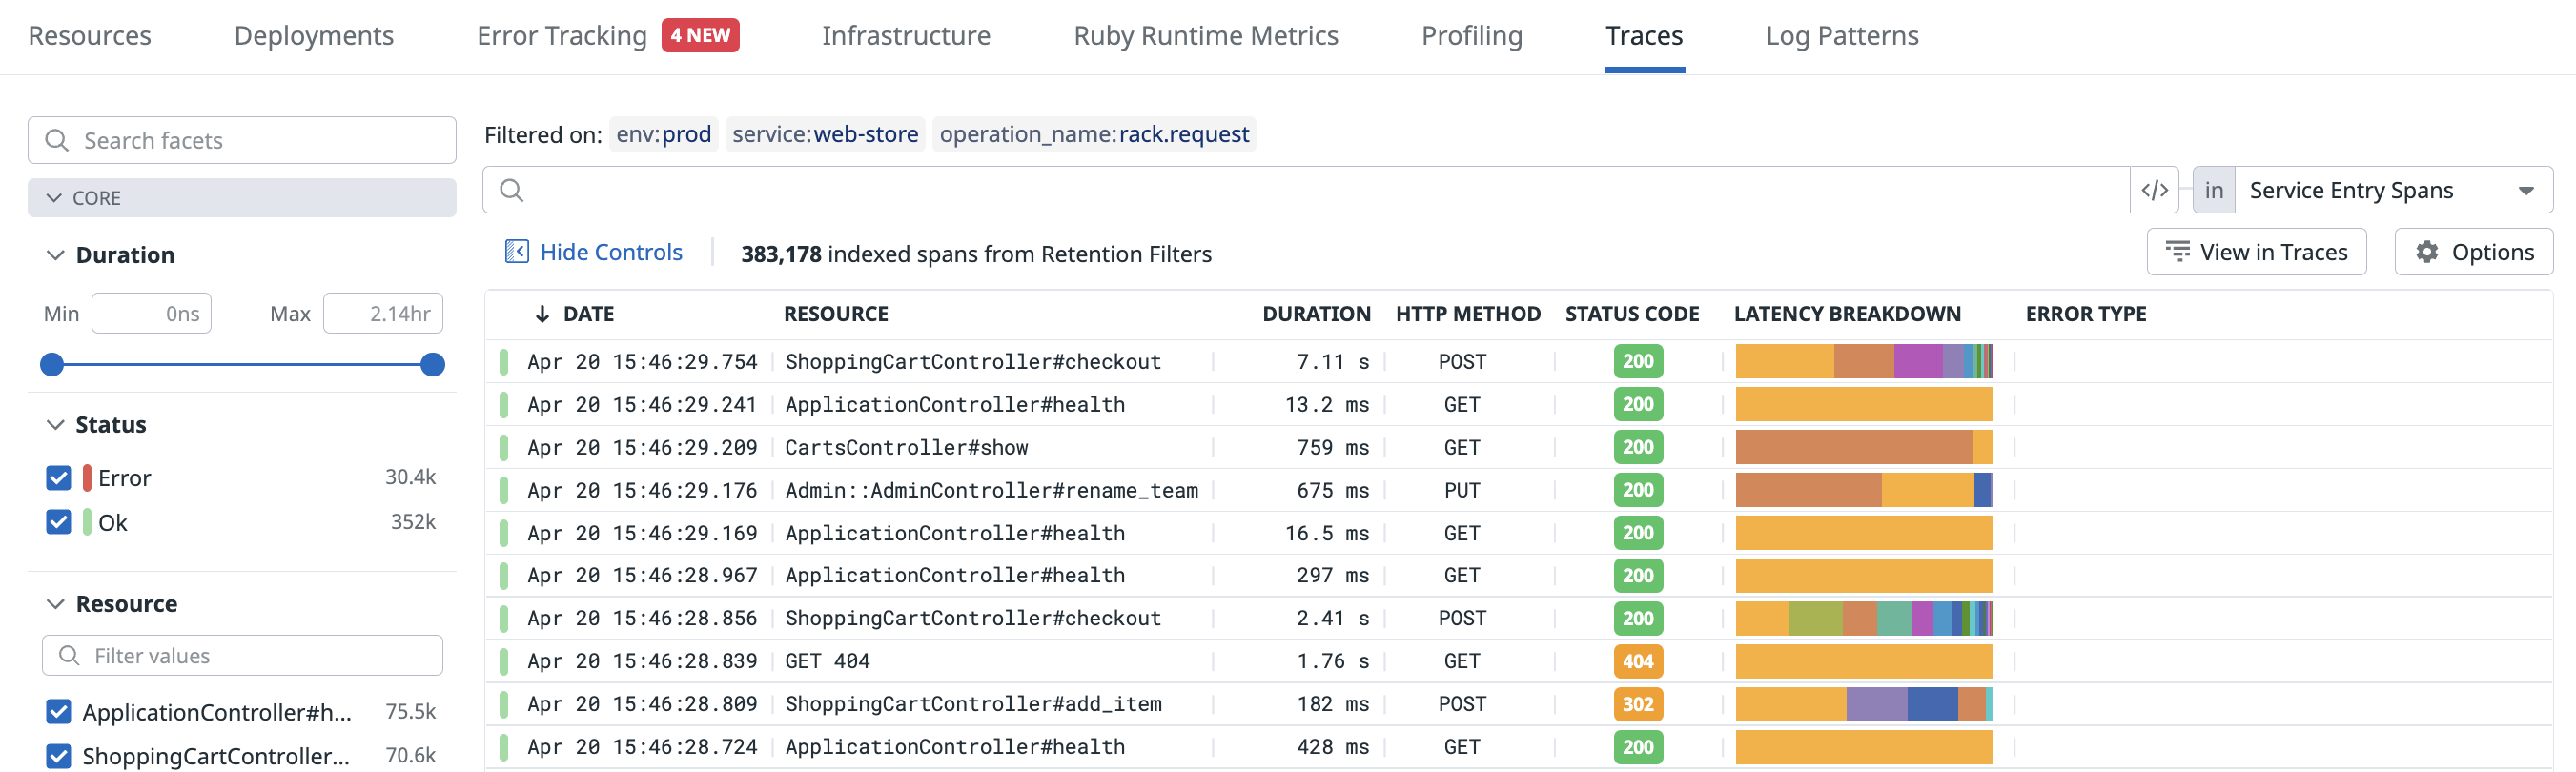 Resources Deployments Error Tracking 4 NEW Infrastructure Ruby Runtime Metrics Profiling Traces Log Patterns
Search facets
CORE
Duration
Min 0ns Max 2.14hr
Status
Error 30.4k
Ok 352k
Resource
Filter values
ApplicationController#h... 75.5k
ShoppingCartController... 70.6k
Filtered on: env:prod service:web-store operation_name:rack.request
</> in Service Entry Spans
Hide Controls 383,178 indexed spans from Retention Filters View in Traces Options
DATE RESOURCE DURATION HTTP METHOD STATUS CODE LATENCY BREAKDOWN ERROR TYPE
Apr 20 15:46:29.754 ShoppingCartController#checkout 7.11 s POST 200
Apr 20 15:46:29.241 ApplicationController#health 13.2 ms GET 200
Apr 20 15:46:29.209 CartsController#show 759 ms GET 200
Apr 20 15:46:29.176 Admin::AdminController#rename_team 675 ms PUT 200
Apr 20 15:46:29.169 ApplicationController#health 16.5 ms GET 200
Apr 20 15:46:28.967 ApplicationController#health 297 ms GET 200
Apr 20 15:46:28.856 ShoppingCartController#checkout 2.41 s POST 200
Apr 20 15:46:28.839 GET 404 1.76 s GET 404
Apr 20 15:46:28.809 ShoppingCartController#add_item 182 ms POST 302
Apr 20 15:46:28.724 ApplicationController#health 428 ms GET 200